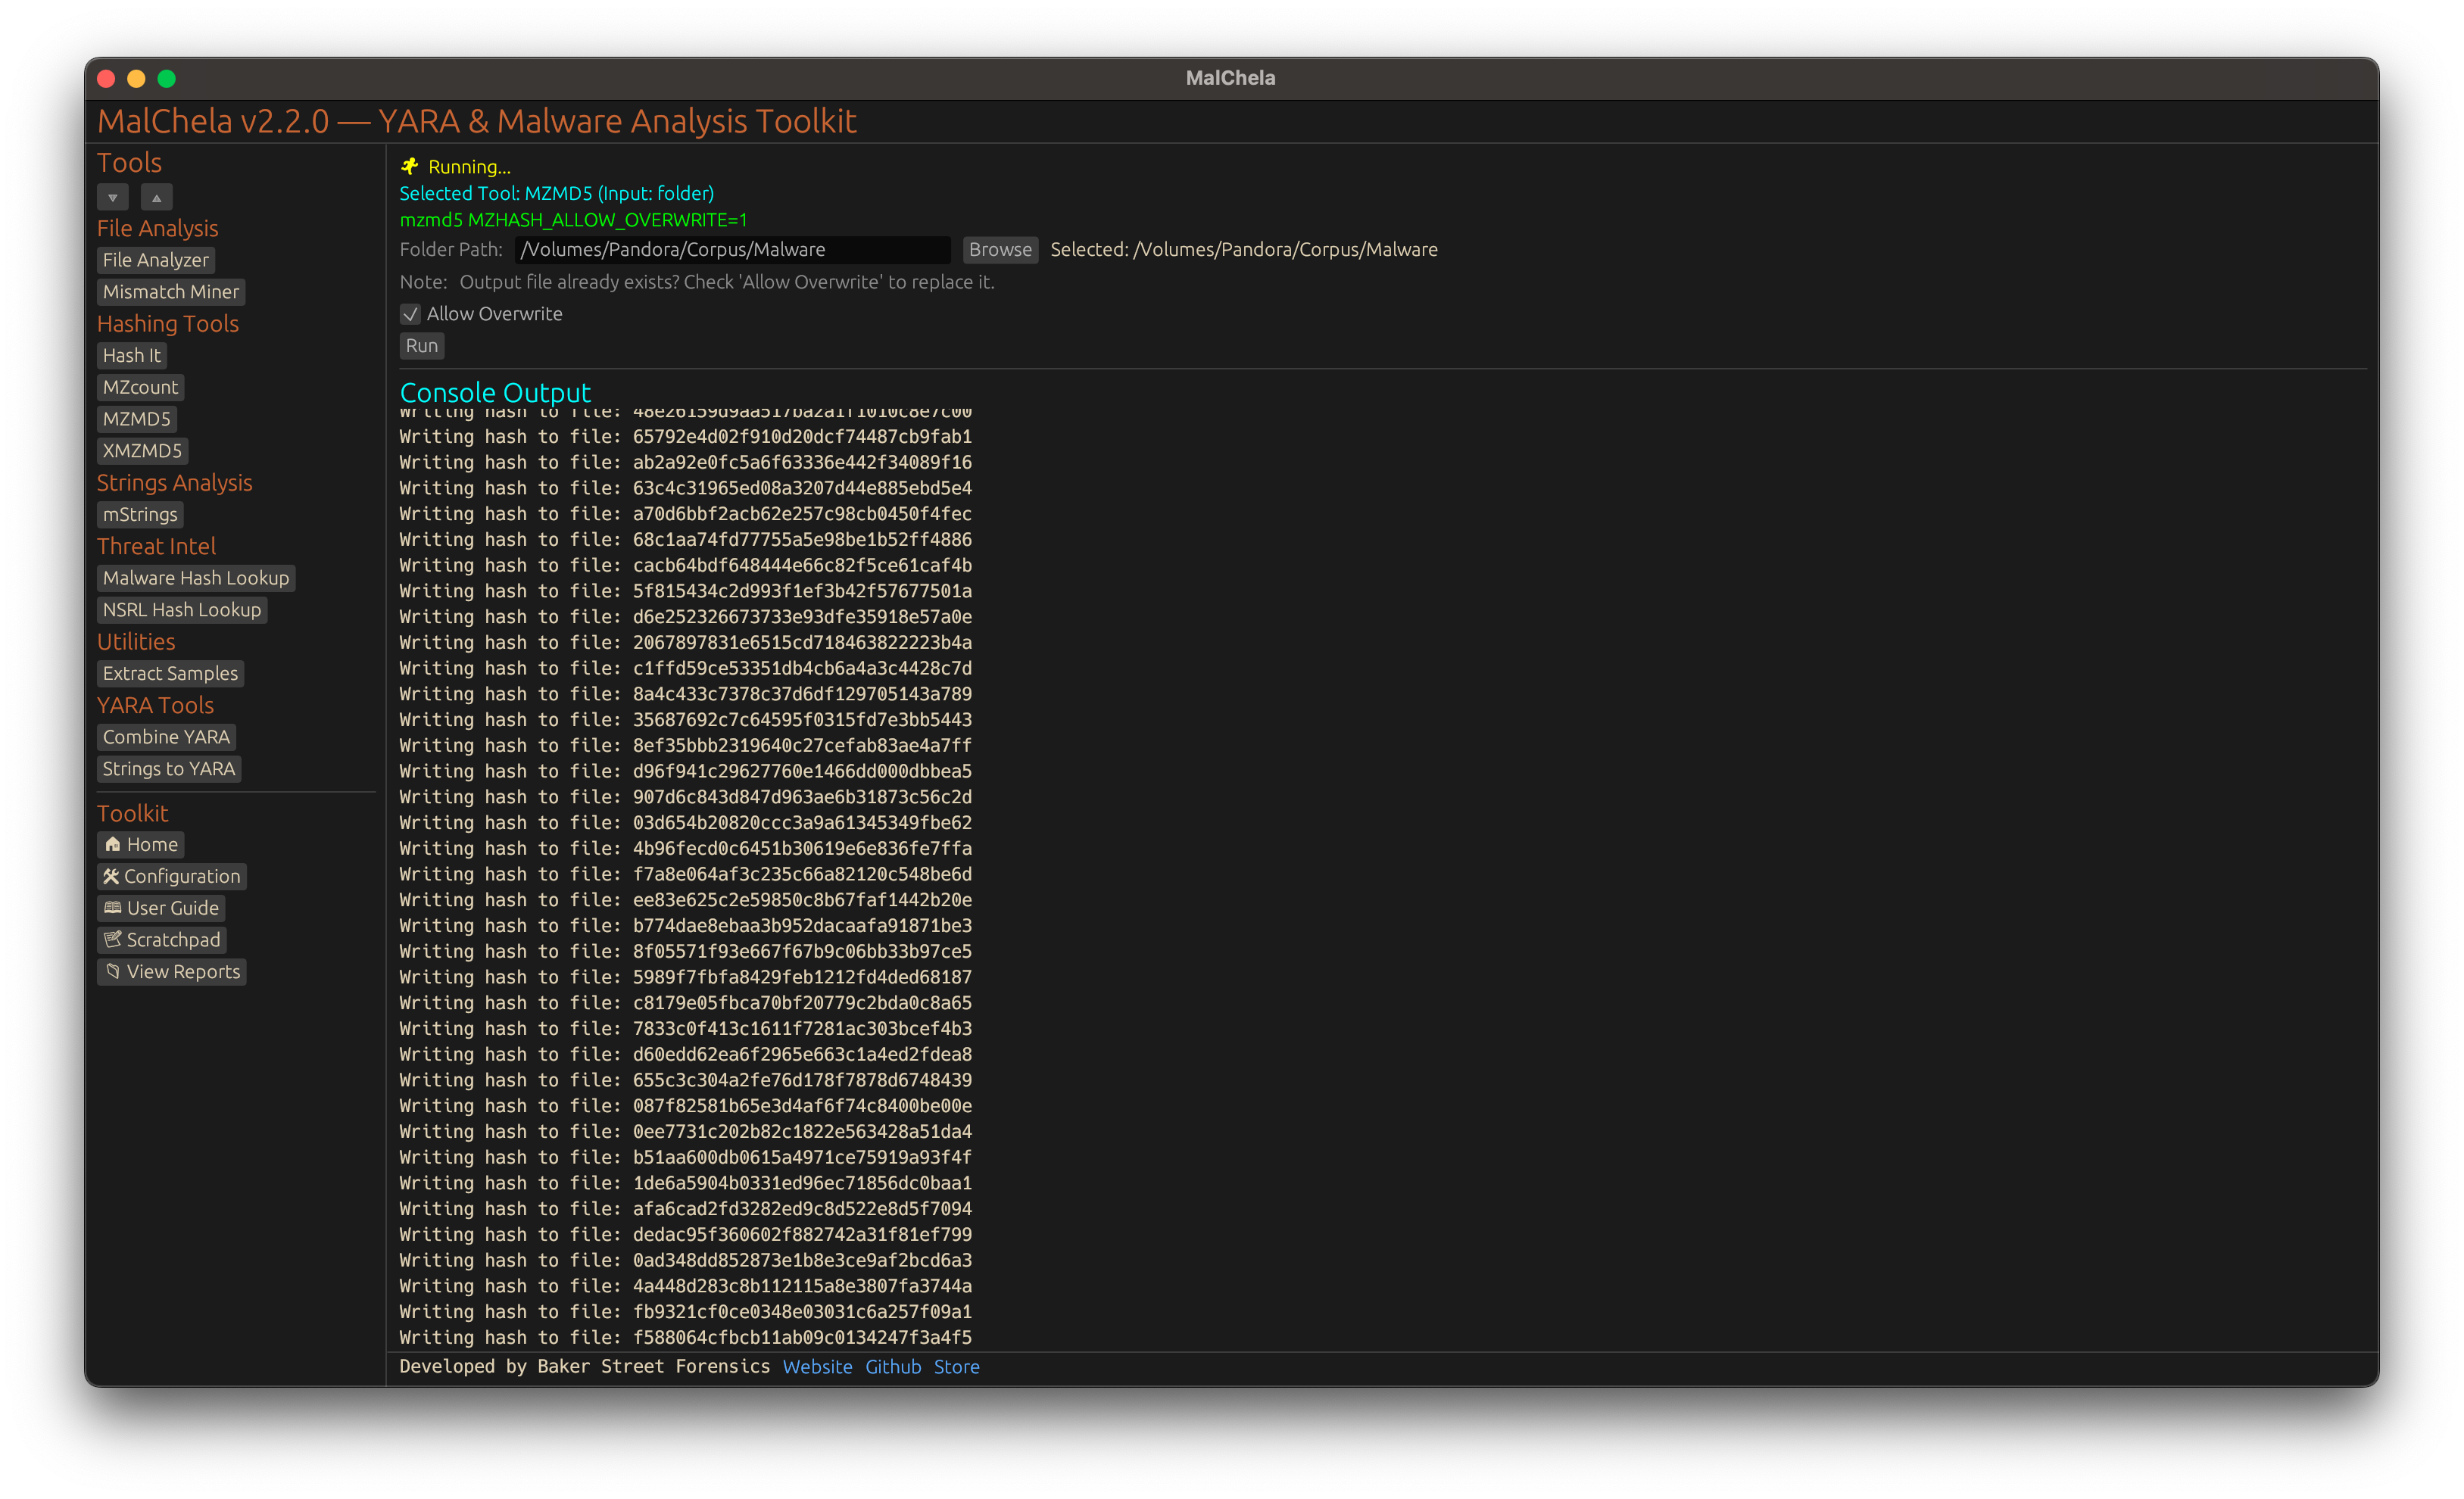 MalChela
MalChela v2.2.0 — YARA & Malware Analysis Toolkit
Tools
File Analysis
File Analyzer
Mismatch Miner
Hashing Tools
Hash It
MZcount
MZMD5
XMZMD5
Strings Analysis
mStrings
Threat Intel
Malware Hash Lookup
NSRL Hash Lookup
Utilities
Extract Samples
YARA Tools
Combine YARA
Strings to YARA
Toolkit
Home
Configuration
User Guide
Scratchpad
View Reports
Running...
Selected Tool: MZMD5 (Input: folder)
mzmd5 MZHASH_ALLOW_OVERWRITE=1
Folder Path: /Volumes/Pandora/Corpus/Malware Browse Selected: /Volumes/Pandora/Corpus/Malware
Note: Output file already exists? Check 'Allow Overwrite' to replace it.
Allow Overwrite
Run
Console Output
Writing hash to file: 48e26159d9aa517ba2a1f1010c8e7c00
Writing hash to file: 65792e4d02f910d20dcf74487cb9fab1
Writing hash to file: ab2a92e0fc5a6f63336e442f34089f16
Writing hash to file: 63c4c31965ed08a3207d44e885ebd5e4
Writing hash to file: a70d6bbf2acb62e257c98cb0450f4fec
Writing hash to file: 68c1aa74fd77755a5e98be1b52ff4886
Writing hash to file: cacb64bdf648444e66c82f5ce61caf4b
Writing hash to file: 5f815434c2d993f1ef3b42f57677501a
Writing hash to file: d6e252326673733e93dfe35918e57a0e
Writing hash to file: 2067897831e6515cd718463822223b4a
Writing hash to file: c1ffd59ce53351db4cb6a4a3c4428c7d
Writing hash to file: 8a4c433c7378c37d6df129705143a789
Writing hash to file: 35687692c7c64595f0315fd7e3bb5443
Writing hash to file: 8ef35bbb2319640c27cefab83ae4a7ff
Writing hash to file: d96f941c29627760e1466dd000dbbea5
Writing hash to file: 907d6c843d847d963ae6b31873c56c2d
Writing hash to file: 03d654b20820ccc3a9a61345349fbe62
Writing hash to file: 4b96fecd0c6451b30619e6e836fe7ffa
Writing hash to file: f7a8e064af3c235c66a82120c548be6d
Writing hash to file: ee83e625c2e59850c8b67faf1442b20e
Writing hash to file: b774dae8ebaa3b952dacaafa91871be3
Writing hash to file: 8f05571f93e667f67b9c06bb33b97ce5
Writing hash to file: 5989f7fbfa8429feb1212fd4ded68187
Writing hash to file: c8179e05fbca70bf20779c2bda0c8a65
Writing hash to file: 7833c0f413c1611f7281ac303bcef4b3
Writing hash to file: d60edd62ea6f2965e663c1a4ed2fdea8
Writing hash to file: 655c3c304a2fe76d178f7878d6748439
Writing hash to file: 087f82581b65e3d4af6f74c8400be00e
Writing hash to file: 0ee7731c202b82c1822e563428a51da4
Writing hash to file: b51aa600db0615a4971ce75919a93f4f
Writing hash to file: 1de6a5904b0331ed96ec71856dc0baa1
Writing hash to file: afa6cad2fd3282ed9c8d522e8d5f7094
Writing hash to file: dedac95f360602f882742a31f81ef799
Writing hash to file: 0ad348dd852873e1b8e3ce9af2bcd6a3
Writing hash to file: 4a448d283c8b112115a8e3807fa3744a
Writing hash to file: fb9321cf0ce0348e03031c6a257f09a1
Writing hash to file: f588064cfbcb11ab09c0134247f3a4f5
Developed by Baker Street Forensics Website Github Store